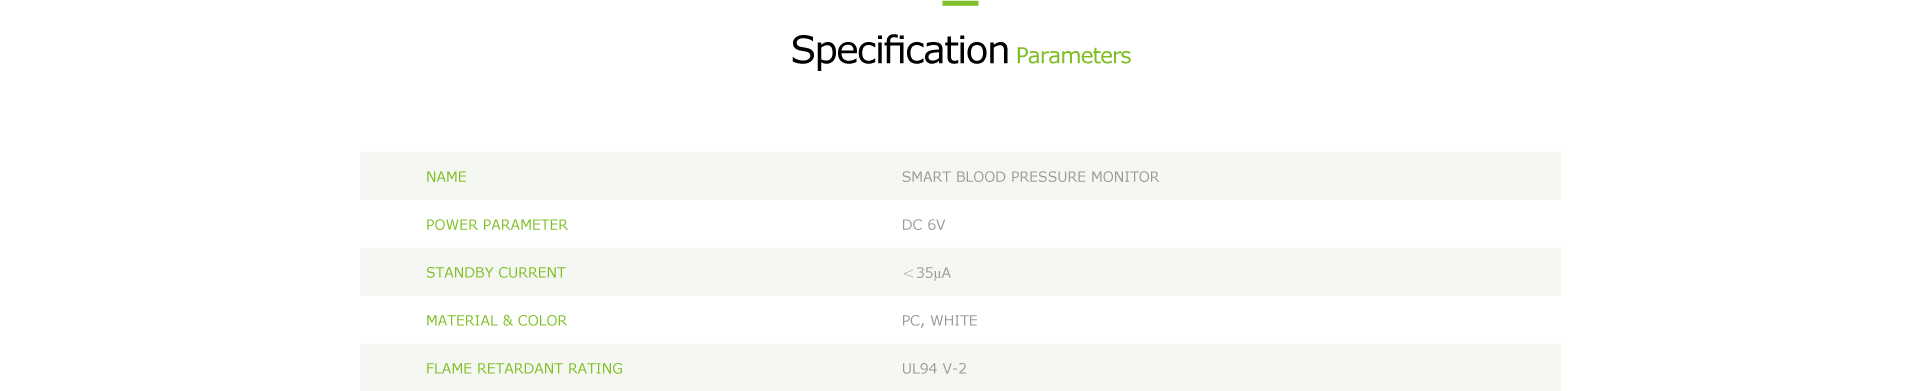 Specification Parameters
NAME SMART BLOOD PRESSURE MONITOR
POWER PARAMETER DC 6V
STANDBY CURRENT <35μA
MATERIAL & COLOR PC, WHITE
FLAME RETARDANT RATING UL94 V-2